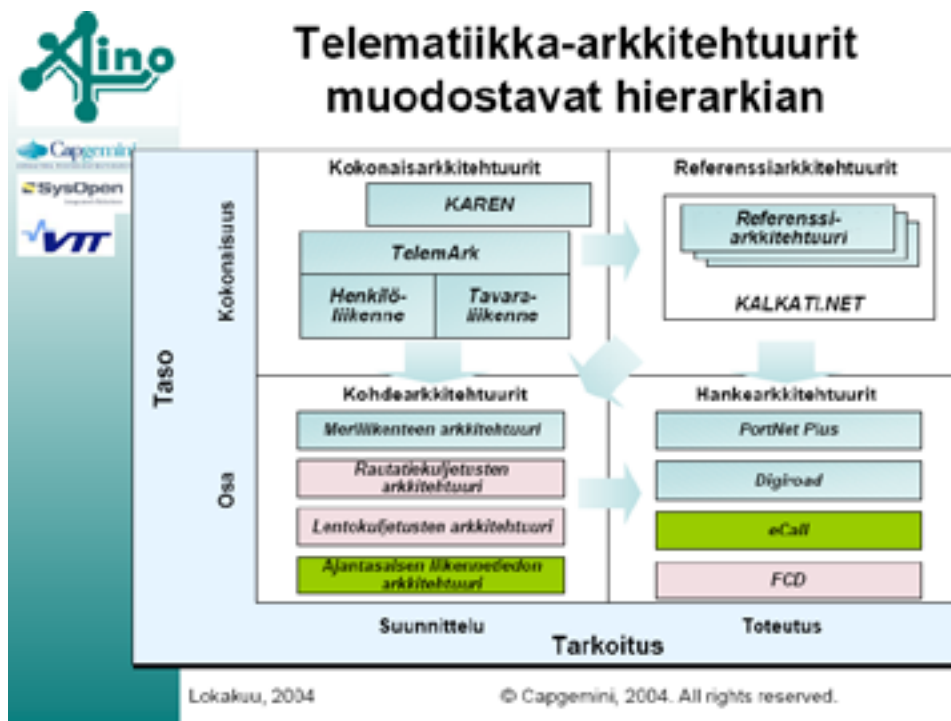 Aino
Telematiikka-arkkitehtuurit
muodostavat hierarkian
Capgemini
SysOpen
VTT
Kokonaisarkkitehtuurit
Referenssiarkkitehtuurit
KAREN
Referenssi-
arkkitehtuuri
TelemArk
Henkilö-
liikenne
Tavara-
liikenne
KALKATI.NET
Kokonaisuus
Taso
Osa
Kohdearkkitehtuurit
Hankearkkitehtuurit
Meriliikenteen arkkitehtuuri
PortNet Plus
Rautatiekuljetusten
arkkitehtuuri
Digiroad
Lentokuljetusten arkkitehtuuri
eCall
Ajantasaisen liikennetiedon
arkkitehtuuri
FCD
Suunnittelu
Toteutus
Tarkoitus
Lokakuu, 2004
© Capgemini, 2004. All rights reserved.